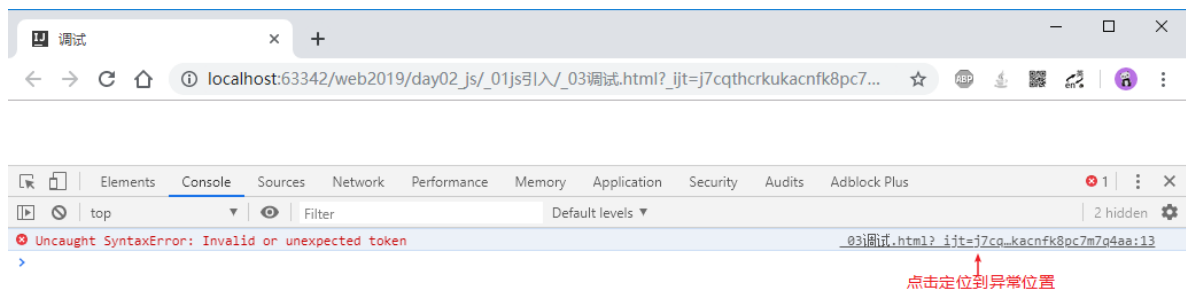 调试
localhost:63342/web2019/day02_js/_01js引入/_03调试.html?_ijt=j7cqthcrkukacnfk8pc7...
ABP
en
Elements Console Sources Network Performance Memory Application Security Audits Adblock Plus 1
top Filter Default levels ▼ 2 hidden
Uncaught SyntaxError: Invalid or unexpected token _03调试.html?_ijt=j7cq…kacnfk8pc7m7q4aa:13
点击定位到异常位置